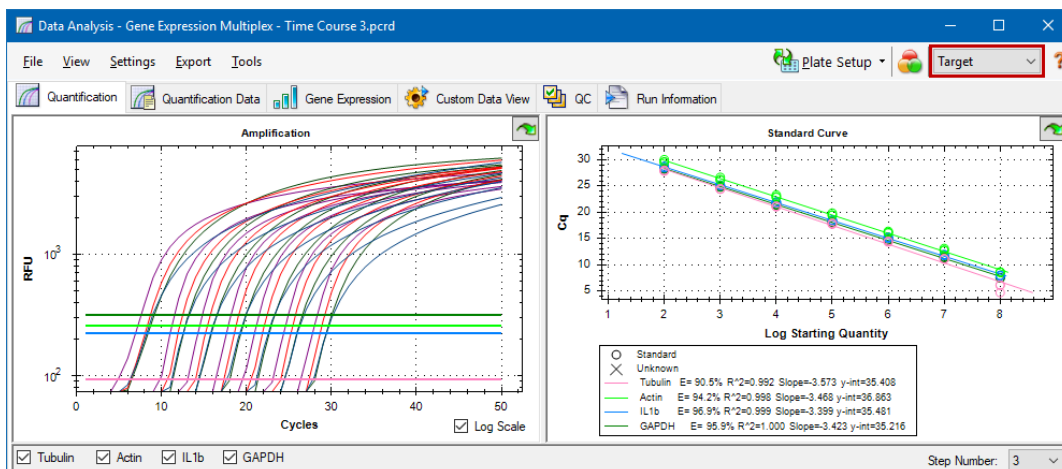 Data Analysis - Gene Expression Multiplex - Time Course 3.pcrd
File View Settings Export Tools Plate Setup Target ?
Quantification Quantification Data Gene Expression Custom Data View QC Run Information
Amplification
10^3
10^2
RFU
0 10 20 30 40 50
Cycles
Log Scale
Standard Curve
30
25
20
15
10
5
Cq
1 2 3 4 5 6 7 8
Log Starting Quantity
Standard
Unknown
Tubulin E= 90.5% R^2=0.992 Slope=-3.573 y-int=35.408
Actin E= 94.2% R^2=0.998 Slope=-3.468 y-int=36.863
IL1b E= 96.9% R^2=0.999 Slope=-3.399 y-int=35.481
GAPDH E= 95.9% R^2=1.000 Slope=-3.423 y-int=35.216
Tubulin Actin IL1b GAPDH Step Number: 3